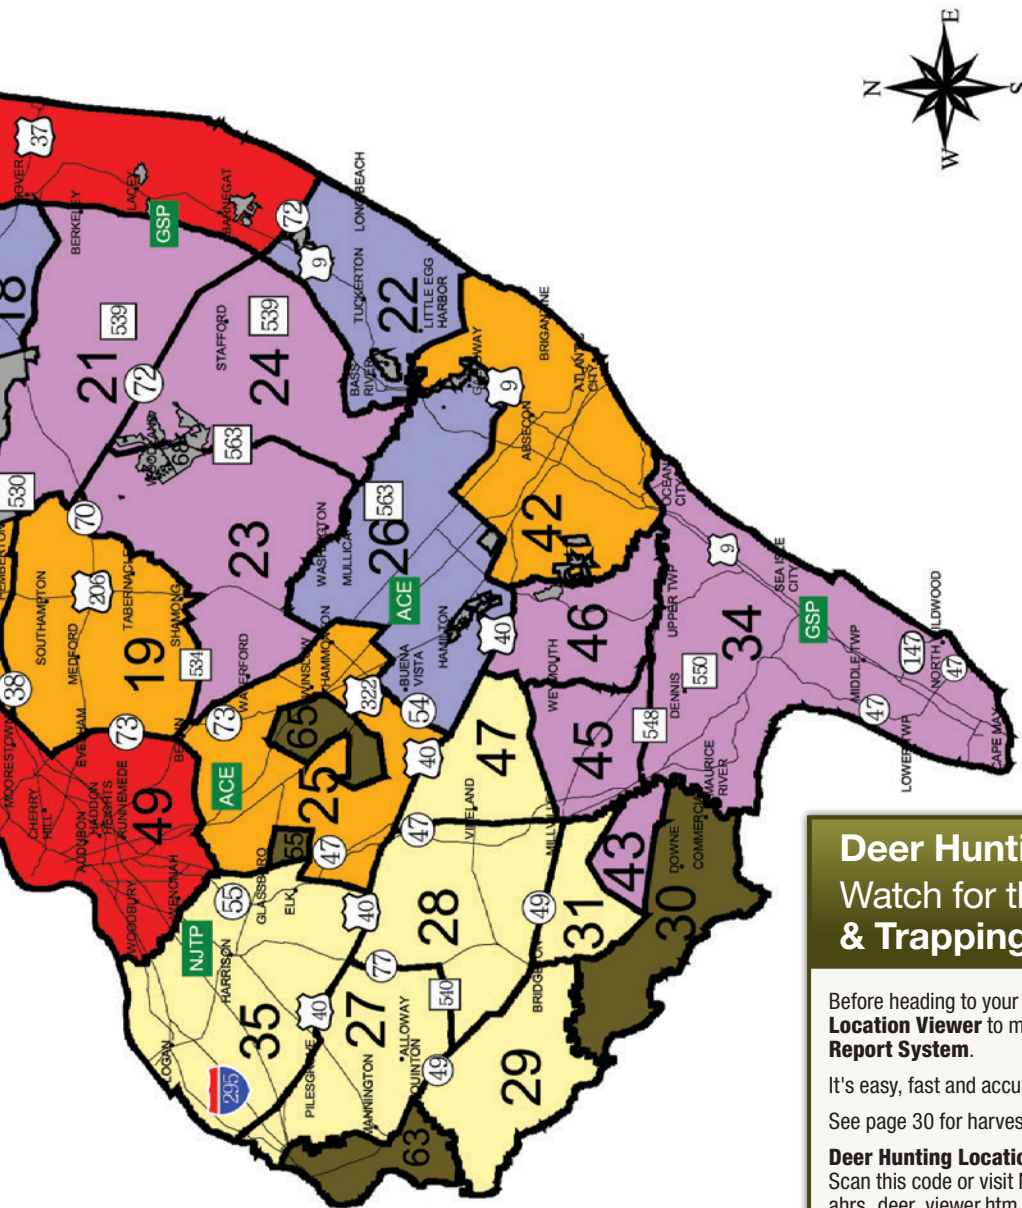 E
N
S
W
37
BERKELEY
LACEY
GSP
BARNEGAT
72
LONG BEACH
18
539
9
TUCKERTON
22
LITTLE EGG
HARBOR
21
72
STAFFORD
539
24
BASS
RIVER
BRIGANTINE
9
ATLANTIC
CITY
ABSECON
563
530
70
68
23
WASHINGTON
MULLICA
563
26
42
OCEAN
CITY
SOUTHAMPTON
206
TABERNACLE
MEDFORD
19
SHAMONG
534
ACE
HAMILTON
40
46
UPPER TWP
9
SEA ISLE
CITY
34
GSP
WILDWOOD
147
NORTH
47
MIDDLE TWP
47
LOWER TWP
CAPE MAY
38
MOORESTOWN
EVESHAM
73
WATERFORD
73
WINSLOW
HAMMONTON
322
BUENA
VISTA
54
WEYMOUTH
DENNIS
550
548
45
MAURICE
RIVER
CHERRY
HILL
AUDUBON
HADDON
HEIGHTS
RUNNEMEDE
49
ACE
65
25
40
47
47
VINELAND
MILLVILLE
43
DOWNE
COMMERCIAL
WOODBURY
WENONAH
55
GLASSBORO
ELK
55
47
40
28
49
31
30
NJTP
HARRISON
77
540
BRIDGETON
LOGAN
35
40
27
ALLOWAY
QUINTON
49
29
295
PILESGROVE
MANNINGTON
63
Deer Hunti
Watch for th
& Trapping
Before heading to your
Location Viewer to m
Report System.
It's easy, fast and accu
See page 30 for harves
Deer Hunting Locatio
Scan this code or visit
ahrs_deer_viewer.htm